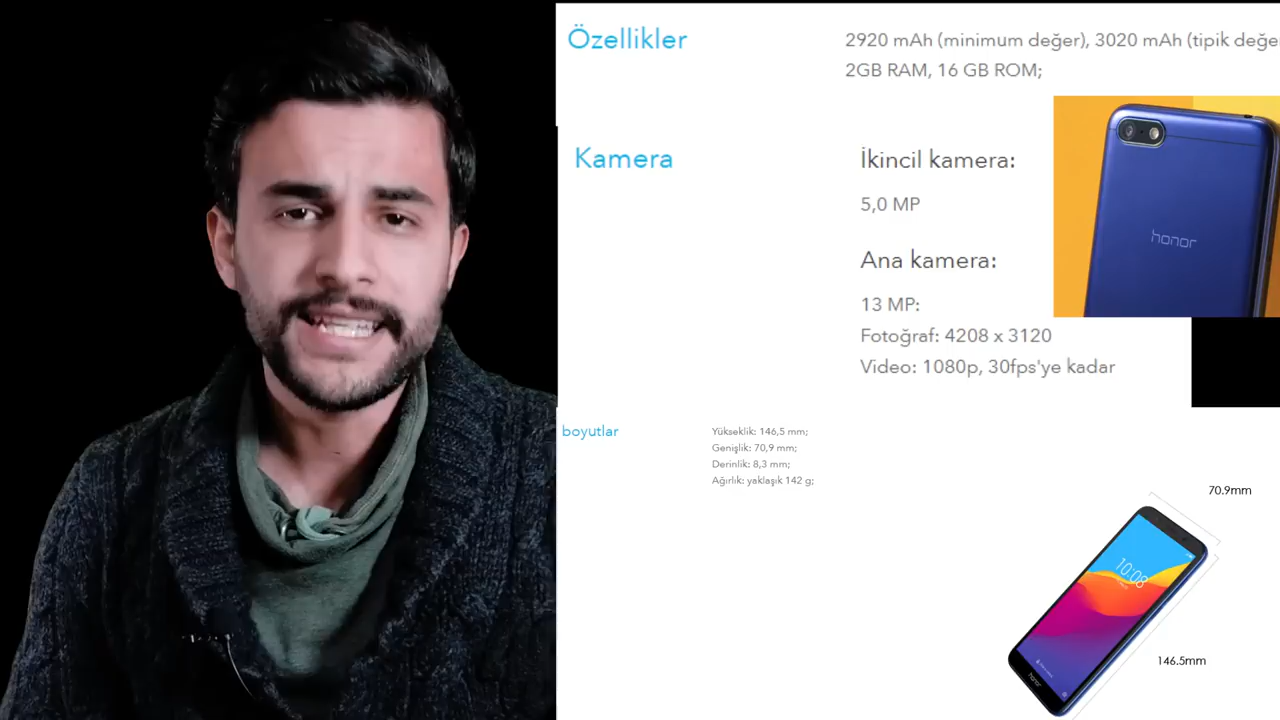 Özellikler
2920 mAh (minimum değer), 3020 mAh (tipik değe
2GB RAM, 16 GB ROM;
Kamera
İkincil kamera:
5,0 MP
Ana kamera:
13 MP:
Fotoğraf: 4208 x 3120
Video: 1080p, 30fps'ye kadar
honor
boyutlar
Yükseklik: 146,5 mm;
Genişlik: 70,9 mm;
Derinlik: 8,3 mm;
Ağırlık: yaklaşık 142 g;
70.9mm
10:08
146.5mm
honor